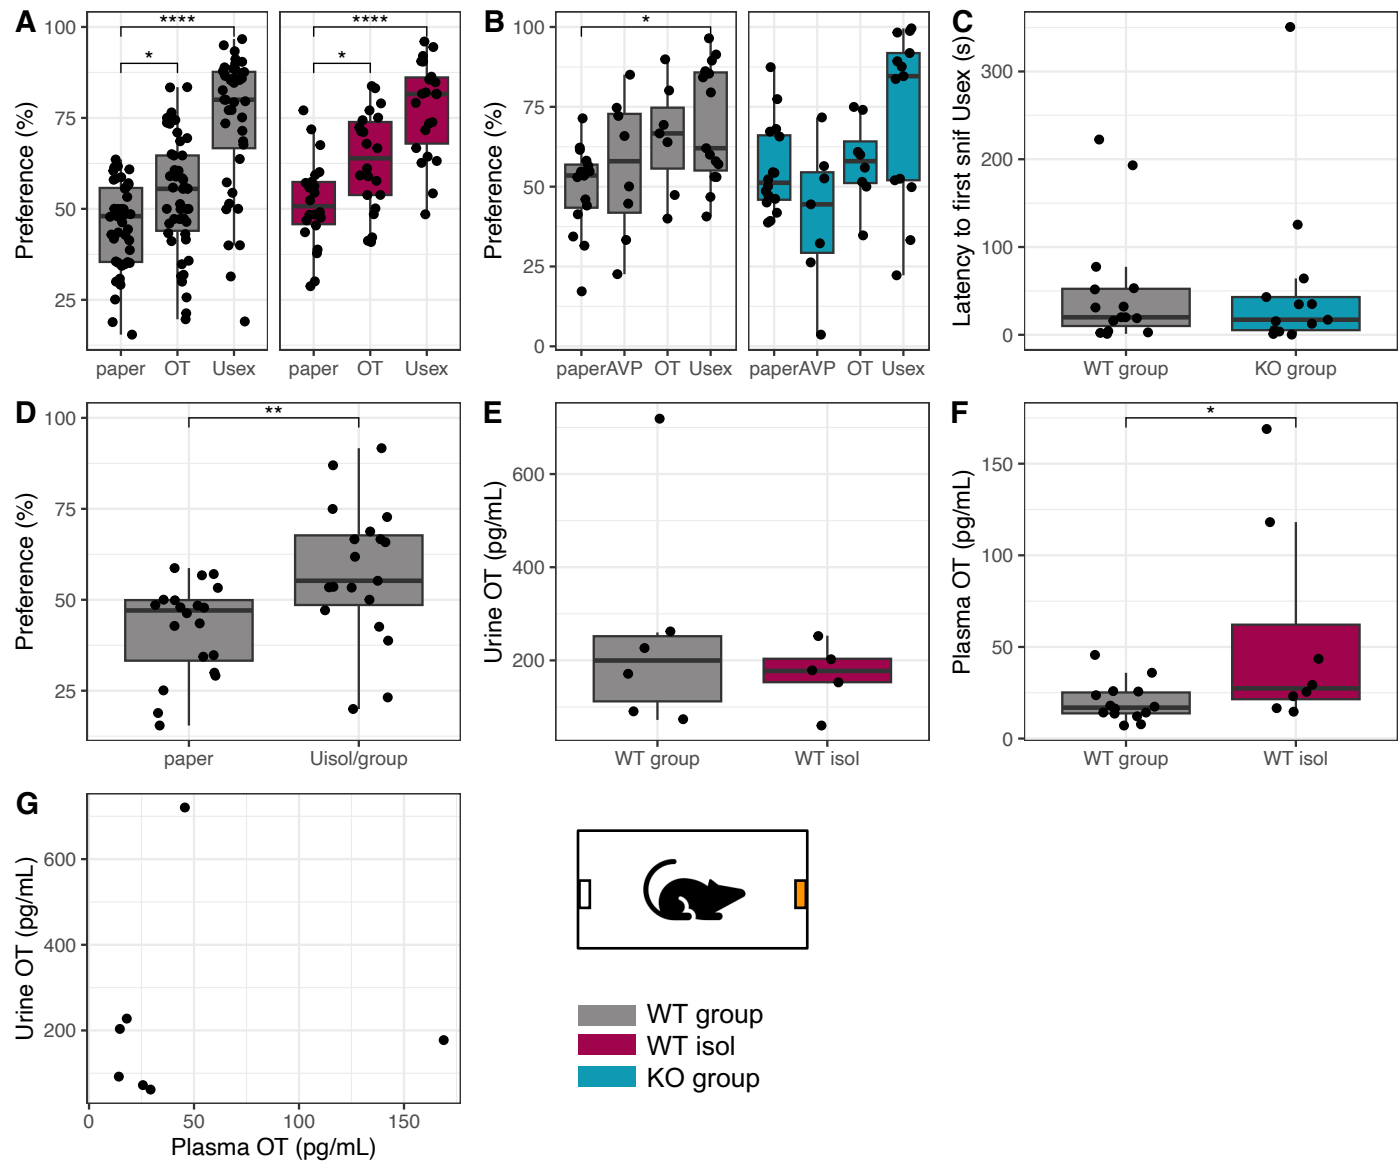 A
Preference (%)
100
75
50
25
****
*
****
*
paper OT Usex
paper OT Usex
B
Preference (%)
100
75
50
25
0
*
paper AVP OT Usex
paper AVP OT Usex
C
Latency to first snif Usex (s)
300
200
100
0
WT group KO group
D
Preference (%)
100
75
50
25
**
paper Uisol/group
E
Urine OT (pg/mL)
600
400
200
WT group WT isol
F
Plasma OT (pg/mL)
150
100
50
0
*
WT group WT isol
G
Urine OT (pg/mL)
600
400
200
0 50 100 150
Plasma OT (pg/mL)
WT group
WT isol
KO group